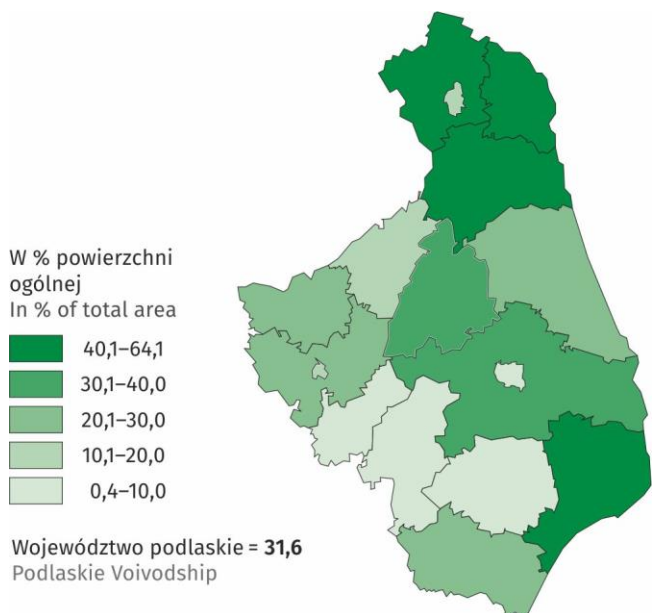 W % powierzchni
ogólnej
In % of total area
40,1–64,1
30,1–40,0
20,1–30,0
10,1–20,0
0,4–10,0
Województwo podlaskie = 31,6
Podlaskie Voivodship